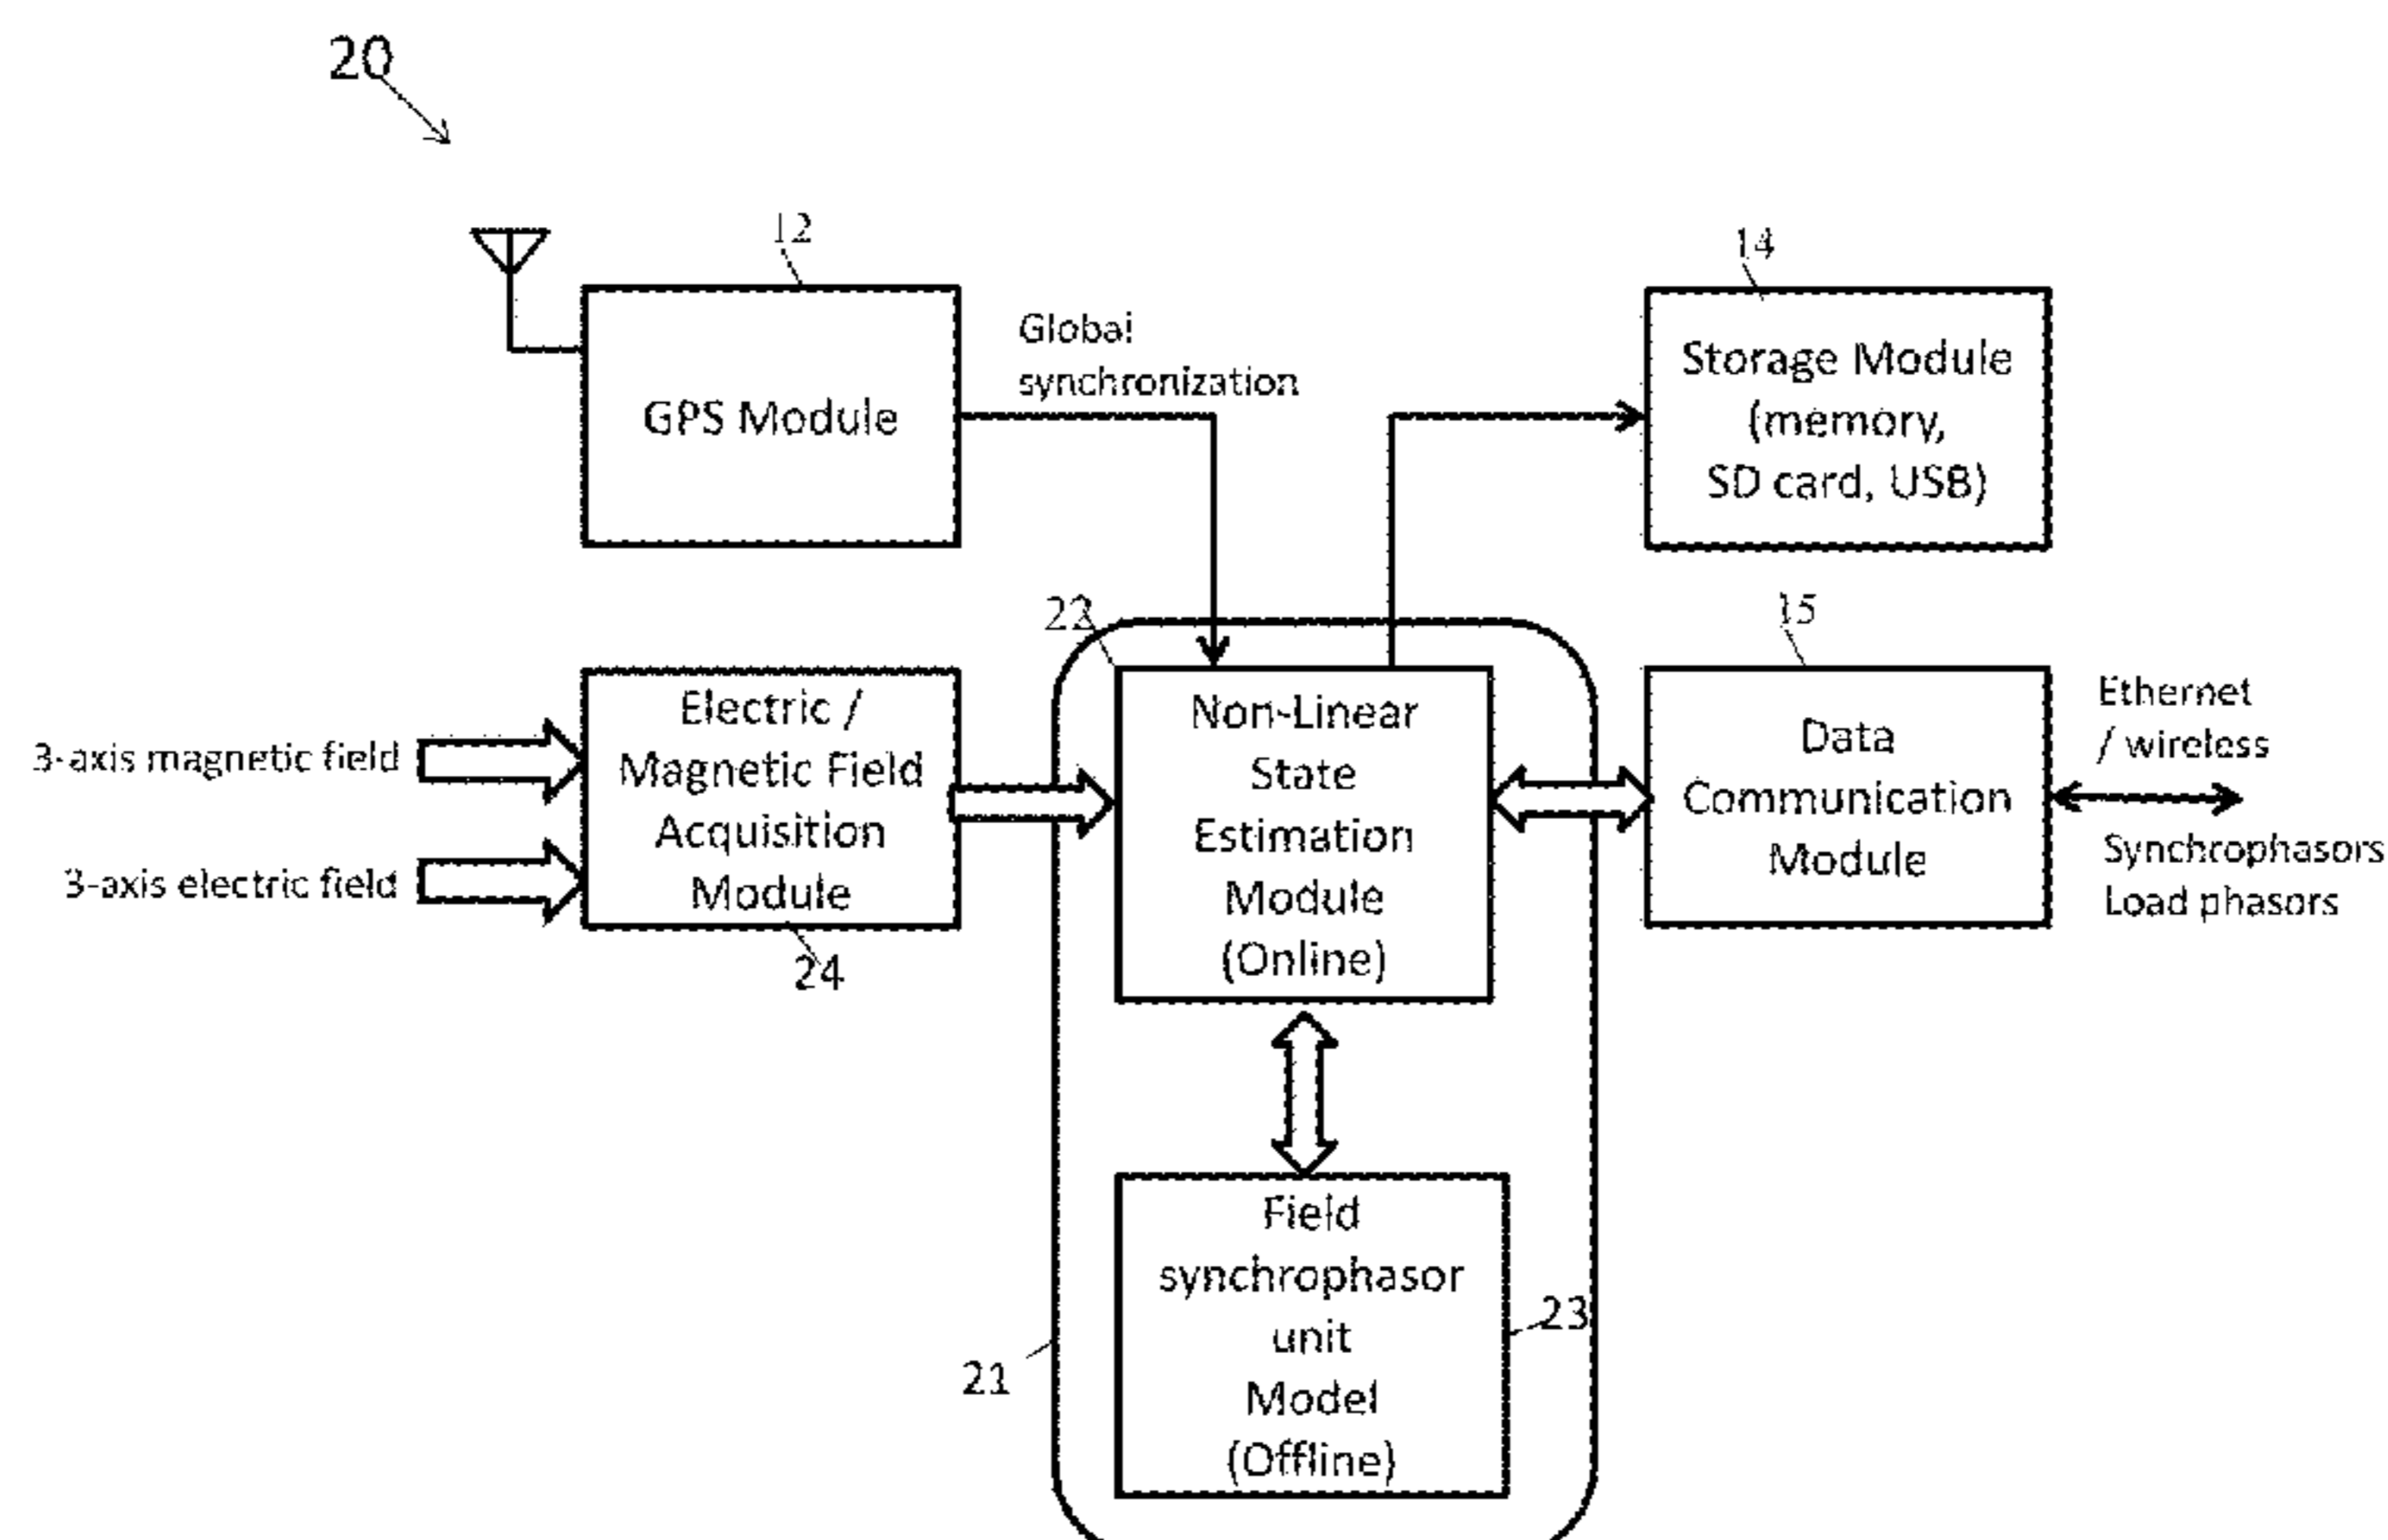 20
12
GPS Module
Global
synchronization
14
Storage Module
(memory,
SD card, USB)
3-axis magnetic field
3-axis electric field
Electric /
Magnetic Field
Acquisition
Module
24
22
Non-Linear
State
Estimation
Module
(Online)
15
Data
Communication
Module
Ethernet
/ wireless
Synchrophasors
Load phasors
21
Field
synchrophasor
unit
Model
(Offline)
23